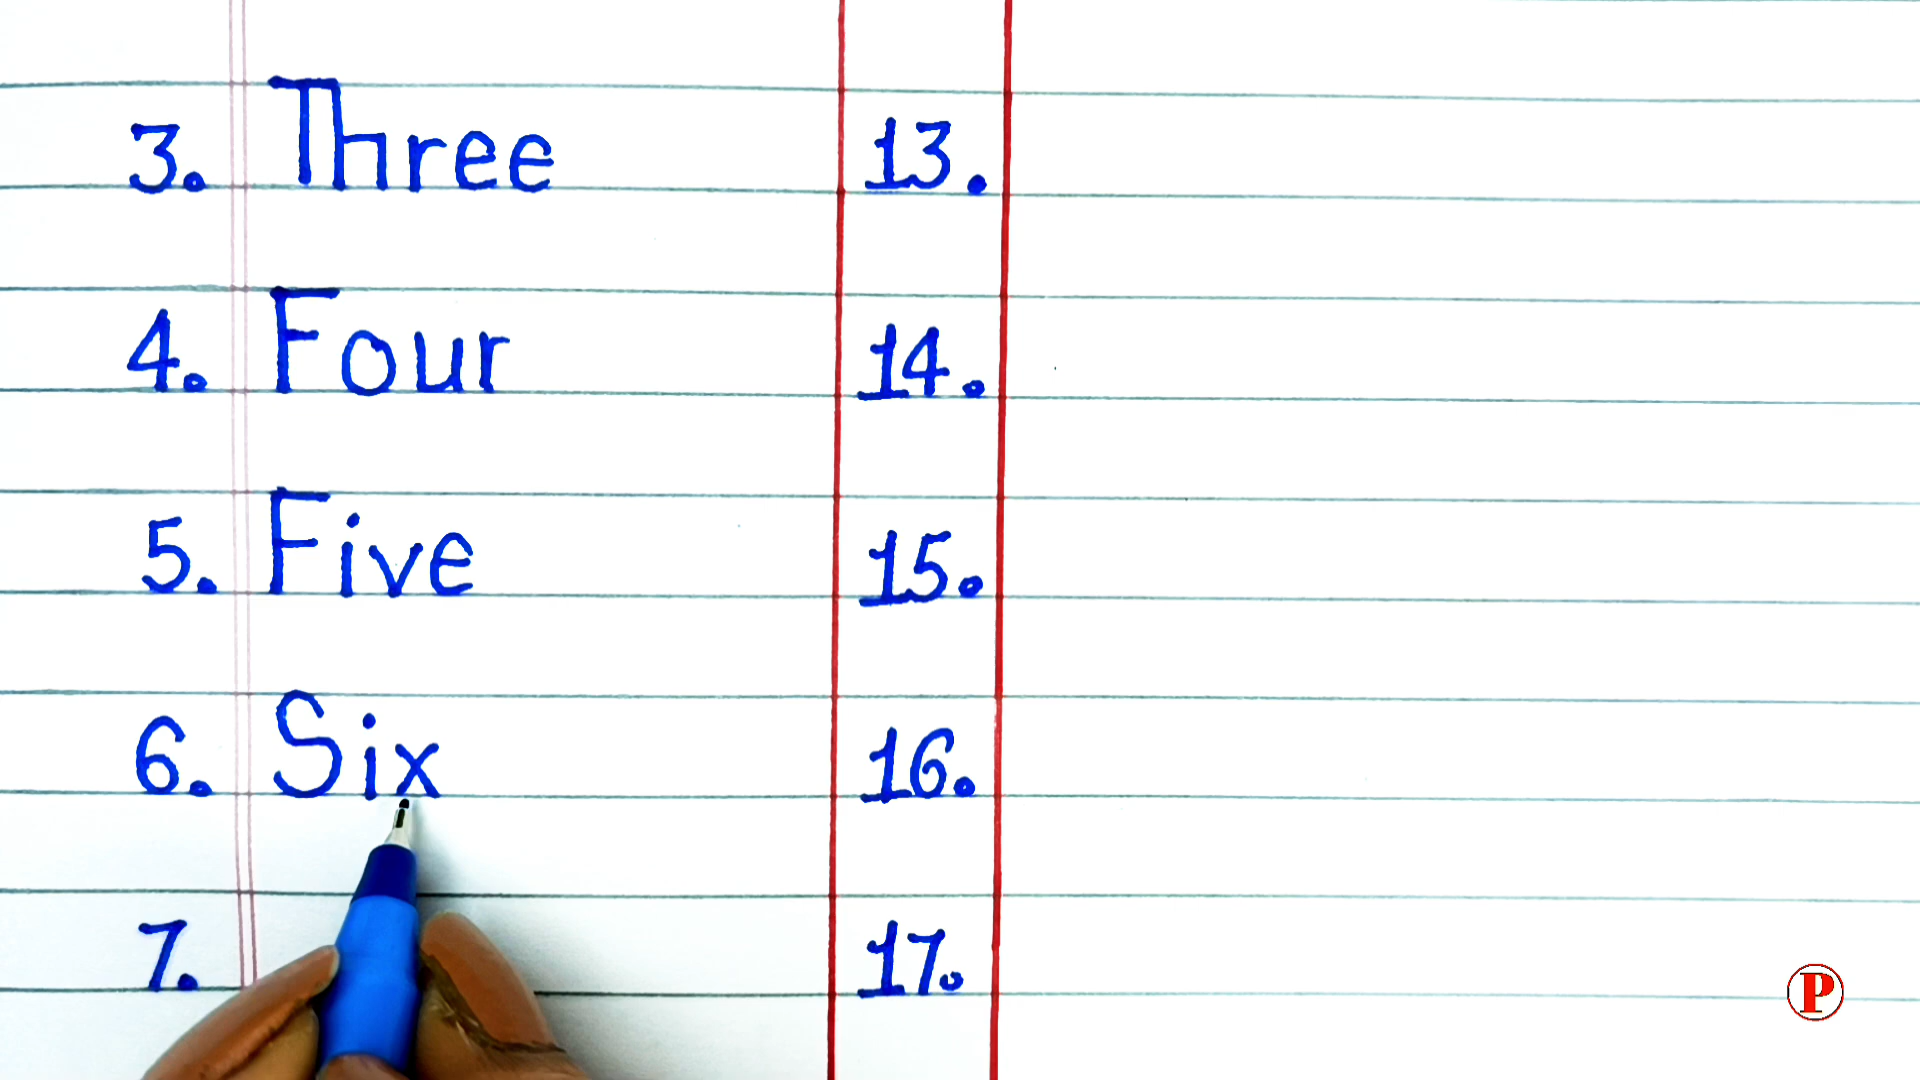 3. Three 13.
4. Four 14.
5. Five 15.
6. Six 16.
7. 17.
P